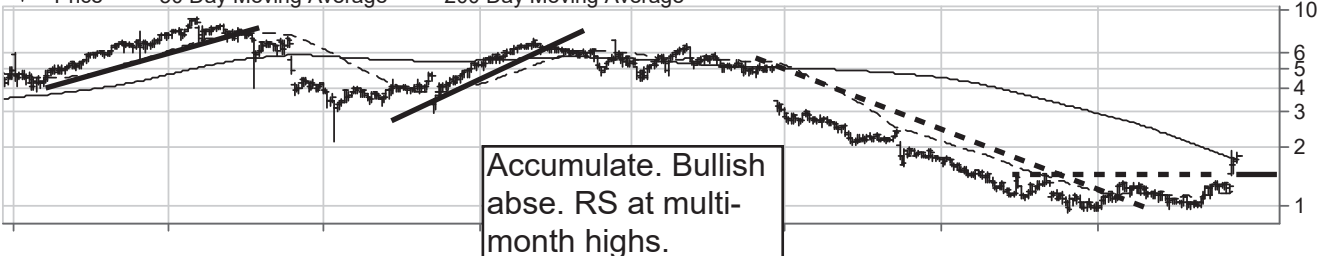 Price 50 Day Moving Average 200 Day Moving Average
10
6
5
4
3
2
1
Accumulate. Bullish
abse. RS at multi-
month highs.